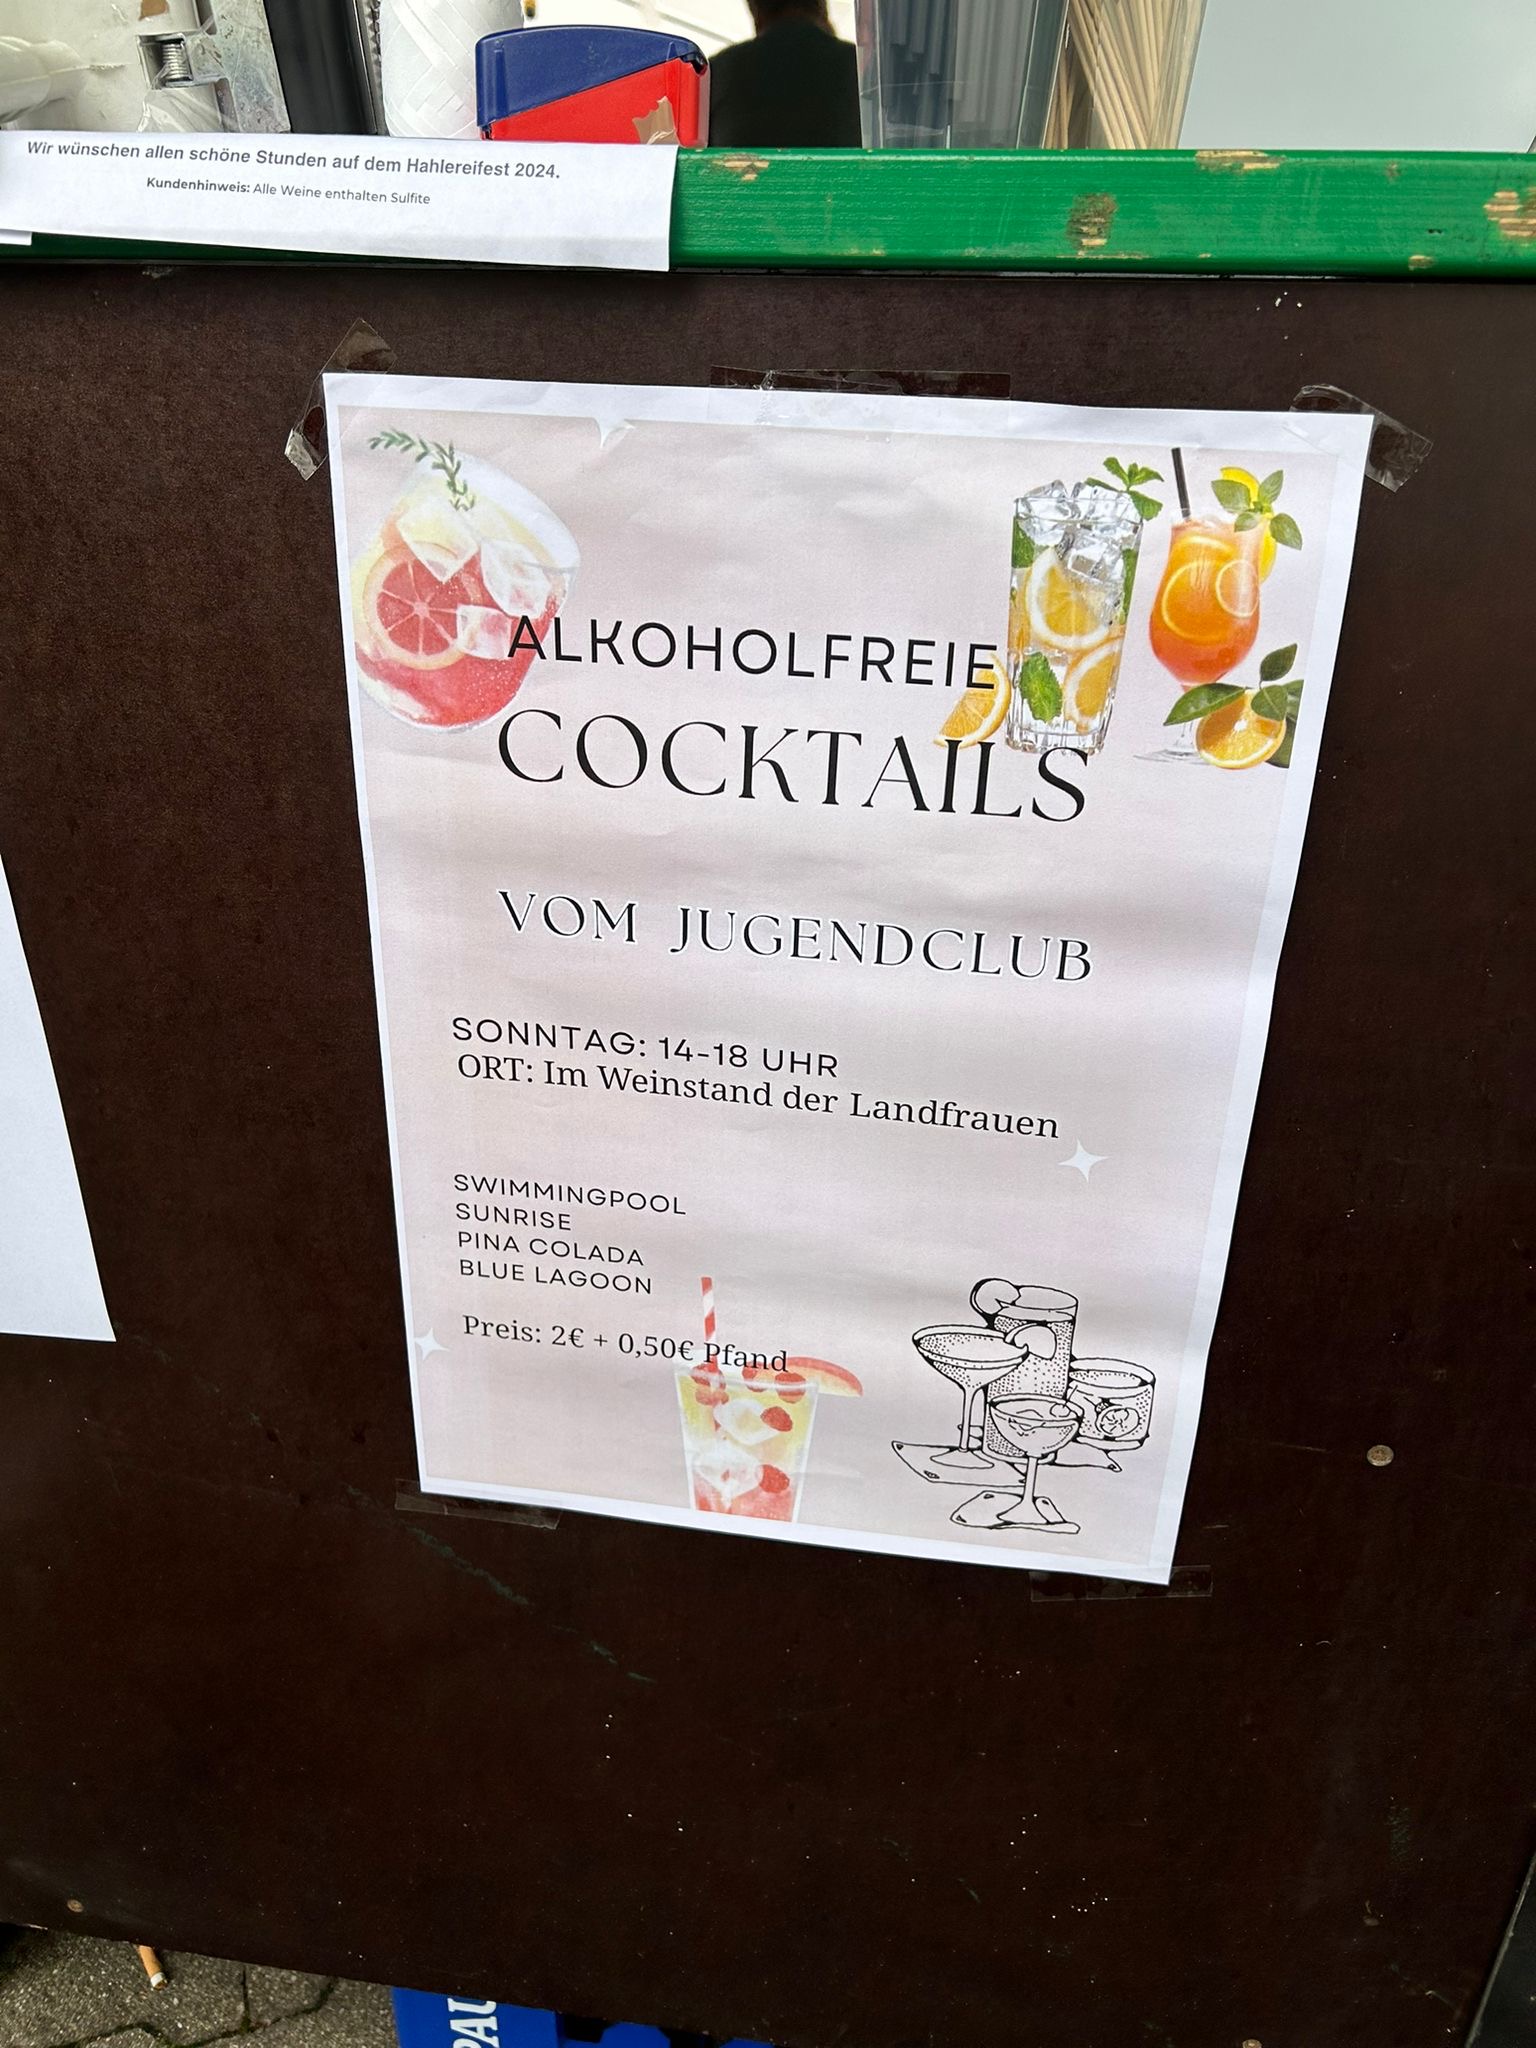 Wir wünschen allen schöne Stunden auf dem Hahlereifest 2024.
Kundenhinweis: Alle Weine enthalten Sulfite
ALKOHOLFREIE
COCKTAILS
VOM JUGENDCLUB
SONNTAG: 14-18 UHR
ORT: Im Weinstand der Landfrauen
SWIMMINGPOOL
SUNRISE
PINA COLADA
BLUE LAGOON
Preis: 2€ + 0,50€ Pfand
PAU